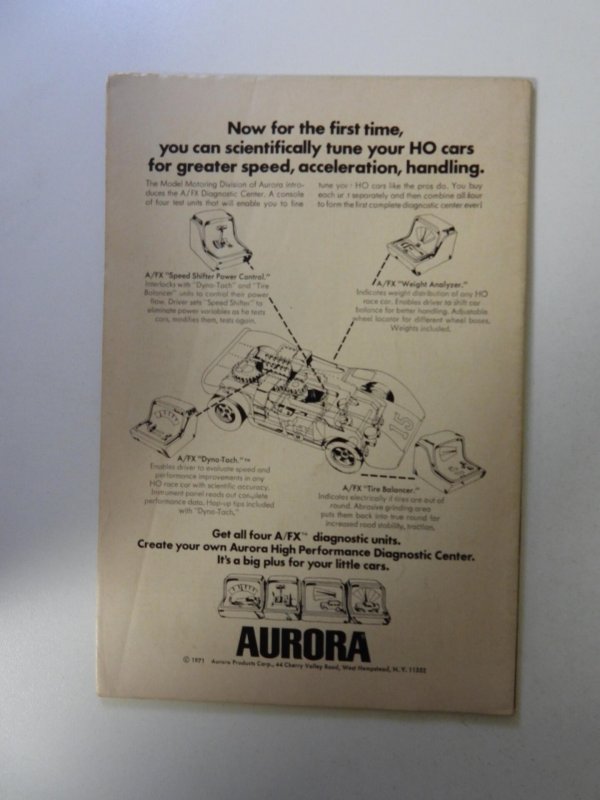 Now for the first time,
you can scientifically tune your HO cars
for greater speed, acceleration, handling.
The Model Motoring Division of Aurora intro-
duces the A/FX Diagnostic Center. A console
of four test units that will enable you to fine
tune your HO cars like the pros do. You buy
each unit separately and then combine all four
to form the first complete diagnostic center ever!
A/FX "Speed Shifter Power Control."
Interlocks with "Dyno-Tach" and "Tire
Balancer" units to control their power
flow. Driver sets "Speed Shifter" to
eliminate power variables as he tests
cars, modifies them, tests again.
A/FX "Weight Analyzer."
Indicates weight distribution of any HO
race car. Enables driver to shift car
balance for better handling. Adjustable
wheel locator for different wheel bases.
Weights included.
15
A/FX "Dyno-Tach."™
Enables driver to evaluate speed and
performance improvements in any
HO race car with scientific accuracy.
Instrument panel reads out complete
performance data. Hop-up tips included
with "Dyno-Tach."
A/FX "Tire Balancer."
Indicates electrically if tires are out of
round. Abrasive grinding area
puts them back into true round for
increased road stability, traction.
Get all four A/FX™ diagnostic units.
Create your own Aurora High Performance Diagnostic Center.
It's a big plus for your little cars.
AURORA
© 1971 Aurora Products Corp., 44 Cherry Valley Road, West Hempstead, N.Y. 11552